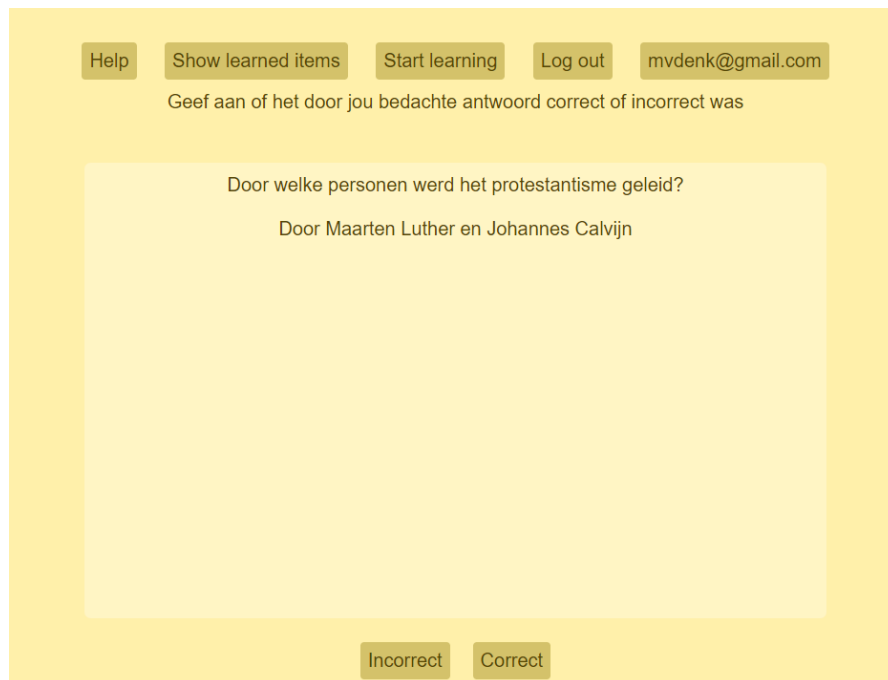 Help Show learned items Start learning Log out mvdenk@gmail.com
Geef aan of het door jou bedachte antwoord correct of incorrect was
Door welke personen werd het protestantisme geleid?
Door Maarten Luther en Johannes Calvijn
Incorrect Correct